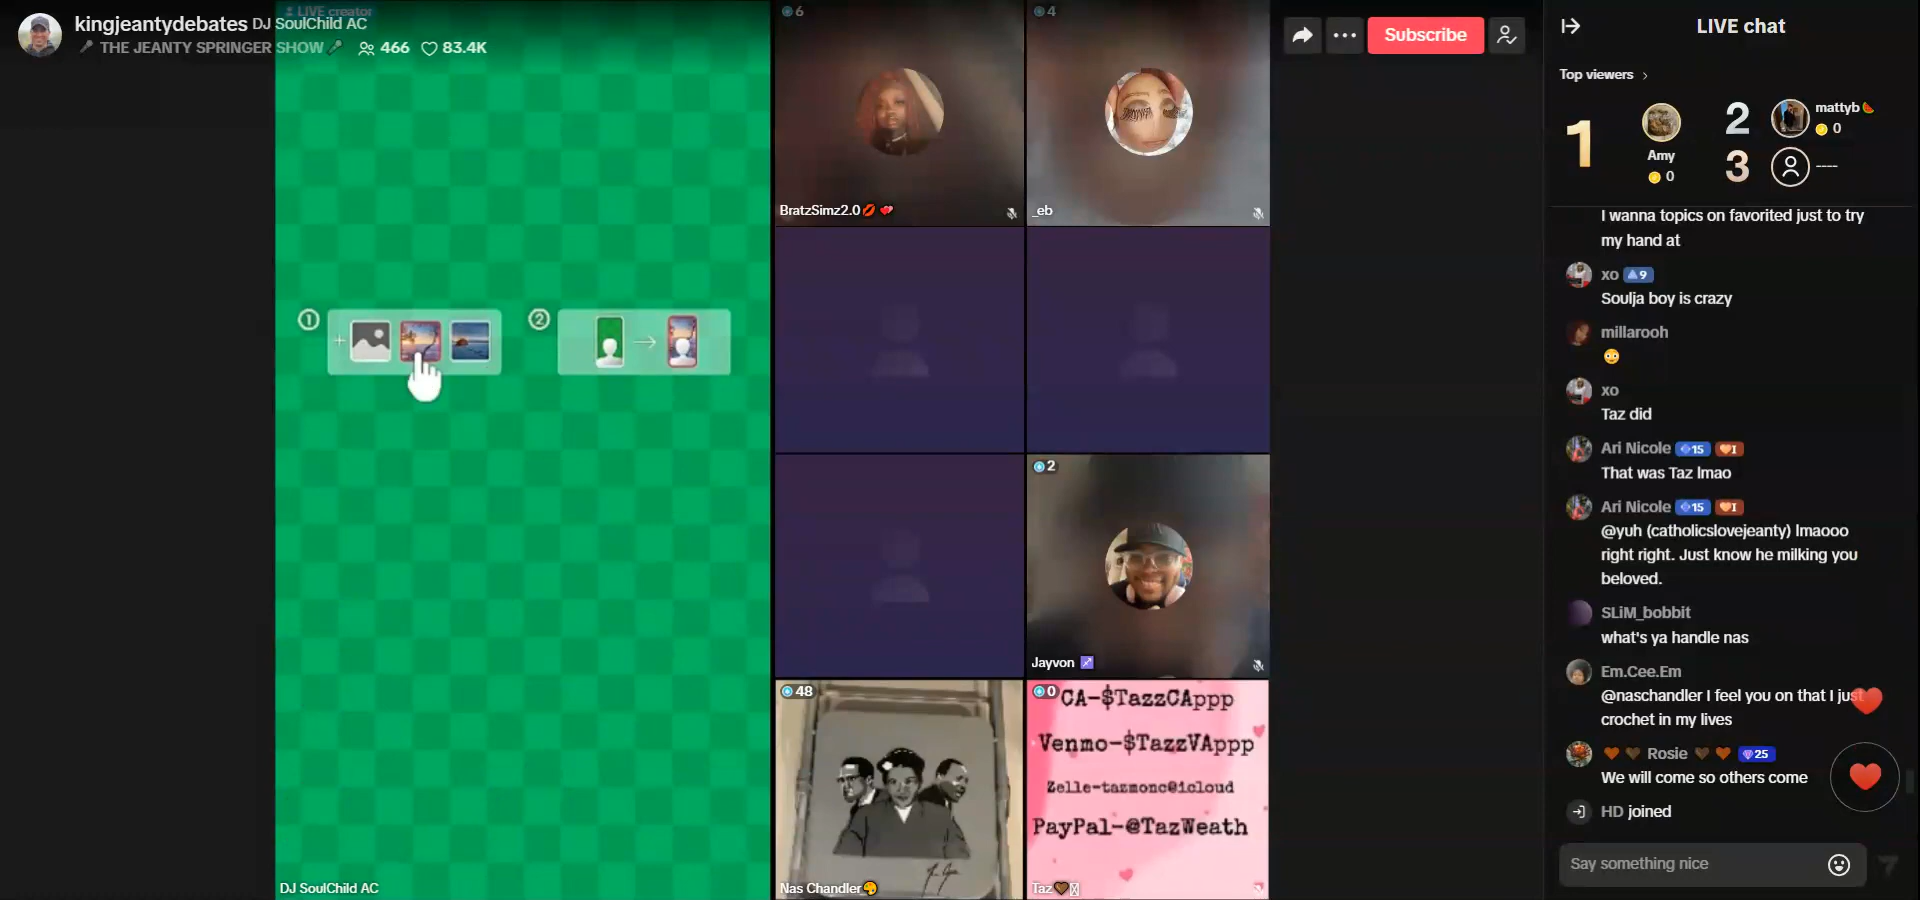 LIVE creator
kingjeantydebates DJ SoulChild AC
THE JEANTY SPRINGER SHOW 466 83.4K
Subscribe
LIVE chat
Top viewers
1
Amy
0
2
mattyb🍉
0
3
----
6
BratzSimz2.0💋 💕
4
_eb
①
②
2
Jayvon ♐
48
Nas Chandler🎨
0
CA-$TazzCAppp
Venmo-$TazzVAppp
Zelle-tazmonc@icloud
PayPal-@TazWeath
Taz🤎
DJ SoulChild AC
I wanna topics on favorited just to try
my hand at
xo 9
Soulja boy is crazy
millarooh
😳
xo
Taz did
Ari Nicole 15 I
That was Taz lmao
Ari Nicole 15 I
@yuh (catholicslovejeanty) lmaooo
right right. Just know he milking you
beloved.
SLiM_bobbit
what's ya handle nas
Em.Cee.Em
@naschandler I feel you on that I just
crochet in my lives
🧡 🤎 Rosie 🤎 🧡 25
We will come so others come
HD joined
Say something nice